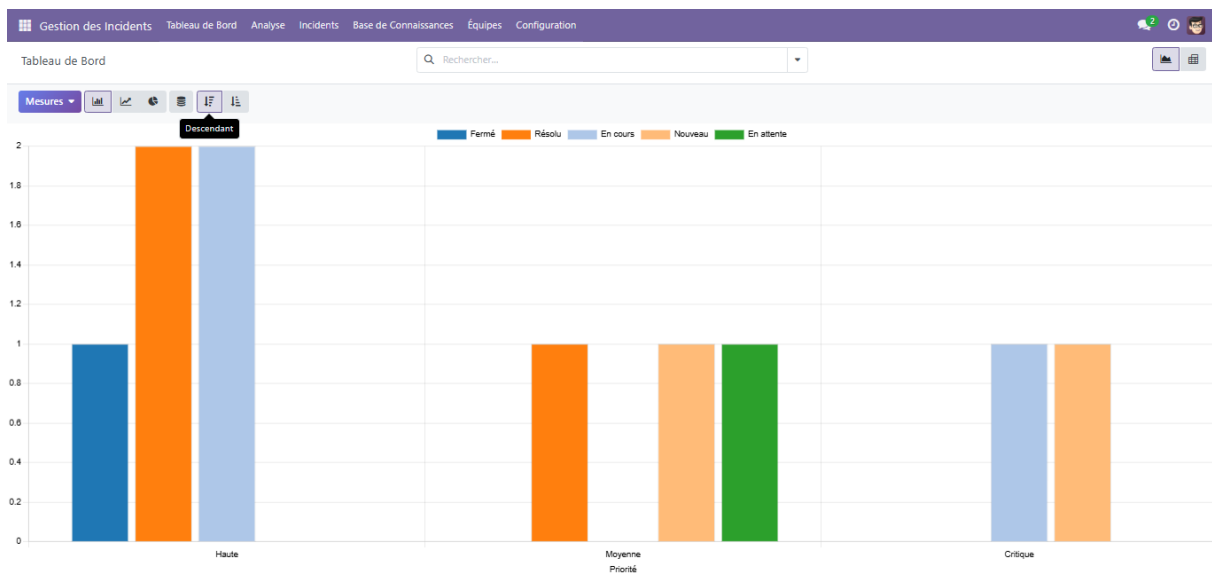 Gestion des Incidents Tableau de Bord Analyse Incidents Base de Connaissances Équipes Configuration 2
Tableau de Bord Rechercher...
Mesures
Descendant
Fermé Résolu En cours Nouveau En attente
2
1.8
1.6
1.4
1.2
1
0.8
0.6
0.4
0.2
0
Haute Moyenne Critique
Priorité